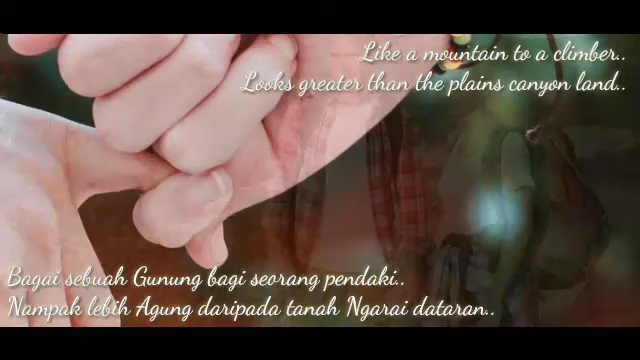 Like a mountain to a climber..
Looks greater than the plains canyon land..
Bagai sebuah Gunung bagi seorang pendaki..
Nampak lebih Agung daripada tanah Ngarai dataran..